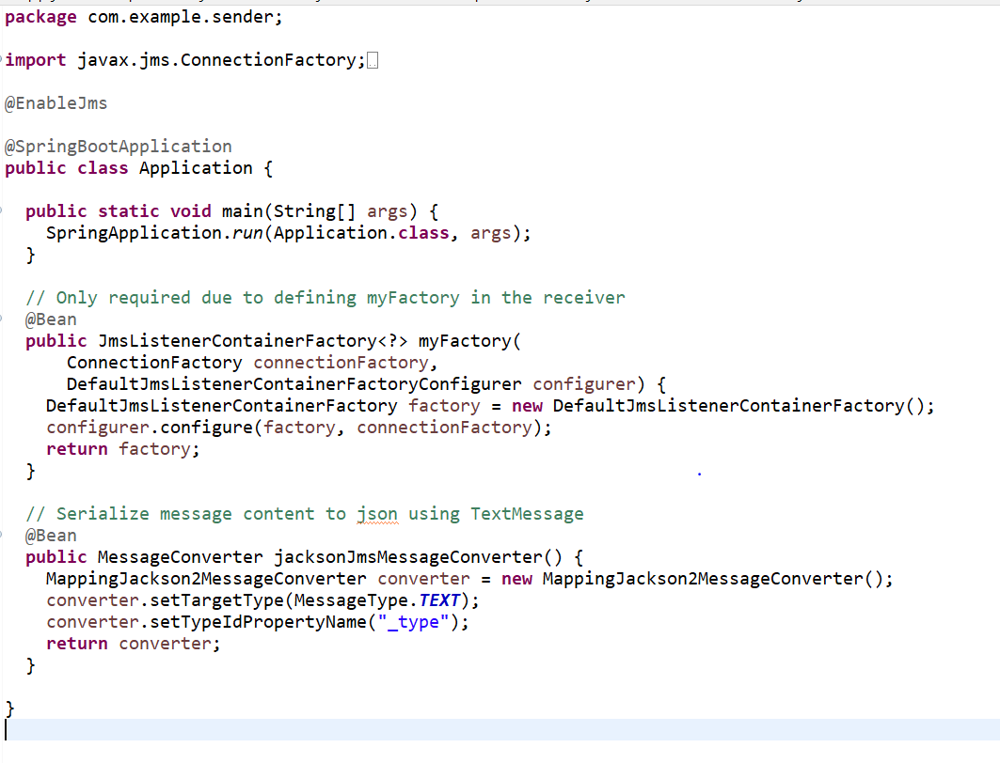 package com.example.sender;
import javax.jms.ConnectionFactory;
@EnableJms
@SpringBootApplication
public class Application {
public static void main(String[] args) {
SpringApplication.run(Application.class, args);
}
// Only required due to defining myFactory in the receiver
@Bean
public JmsListenerContainerFactory<?> myFactory(
ConnectionFactory connectionFactory,
DefaultJmsListenerContainerFactoryConfigurer configurer) {
DefaultJmsListenerContainerFactory factory = new DefaultJmsListenerContainerFactory();
configurer.configure(factory, connectionFactory);
return factory;
}
// Serialize message content to json using TextMessage
@Bean
public MessageConverter jacksonJmsMessageConverter() {
MappingJackson2MessageConverter converter = new MappingJackson2MessageConverter();
converter.setTargetType(MessageType.TEXT);
converter.setTypeIdPropertyName("_type");
return converter;
}
}